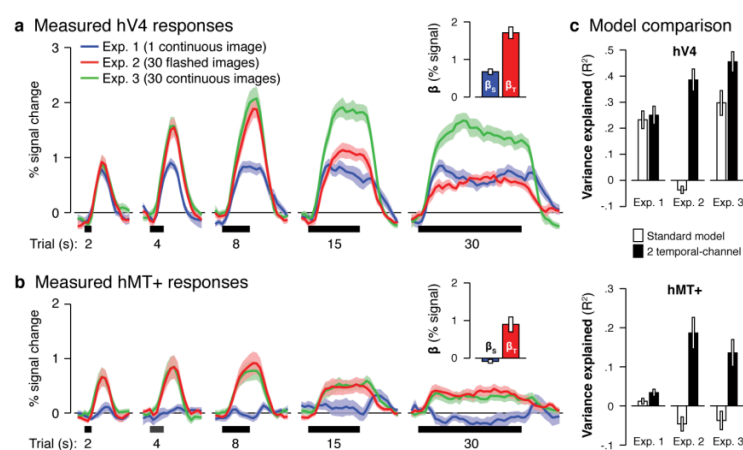 a Measured hV4 responses
3
2
1
0
% signal change
Exp. 1 (1 continuous image)
Exp. 2 (30 flashed images)
Exp. 3 (30 continuous images)
β (% signal)
2
1
0
βS
βT
Trial (s): 2 4 8 15 30
b Measured hMT+ responses
2
1
0
% signal change
β (% signal)
2
1
0
βS
βT
Trial (s): 2 4 8 15 30
c Model comparison
hV4
Variance explained (R²)
.5
.4
.3
.2
.1
0
-.1
Exp. 1 Exp. 2 Exp. 3
Standard model
2 temporal-channel
hMT+
Variance explained (R²)
.3
.2
.1
0
-.1
Exp. 1 Exp. 2 Exp. 3